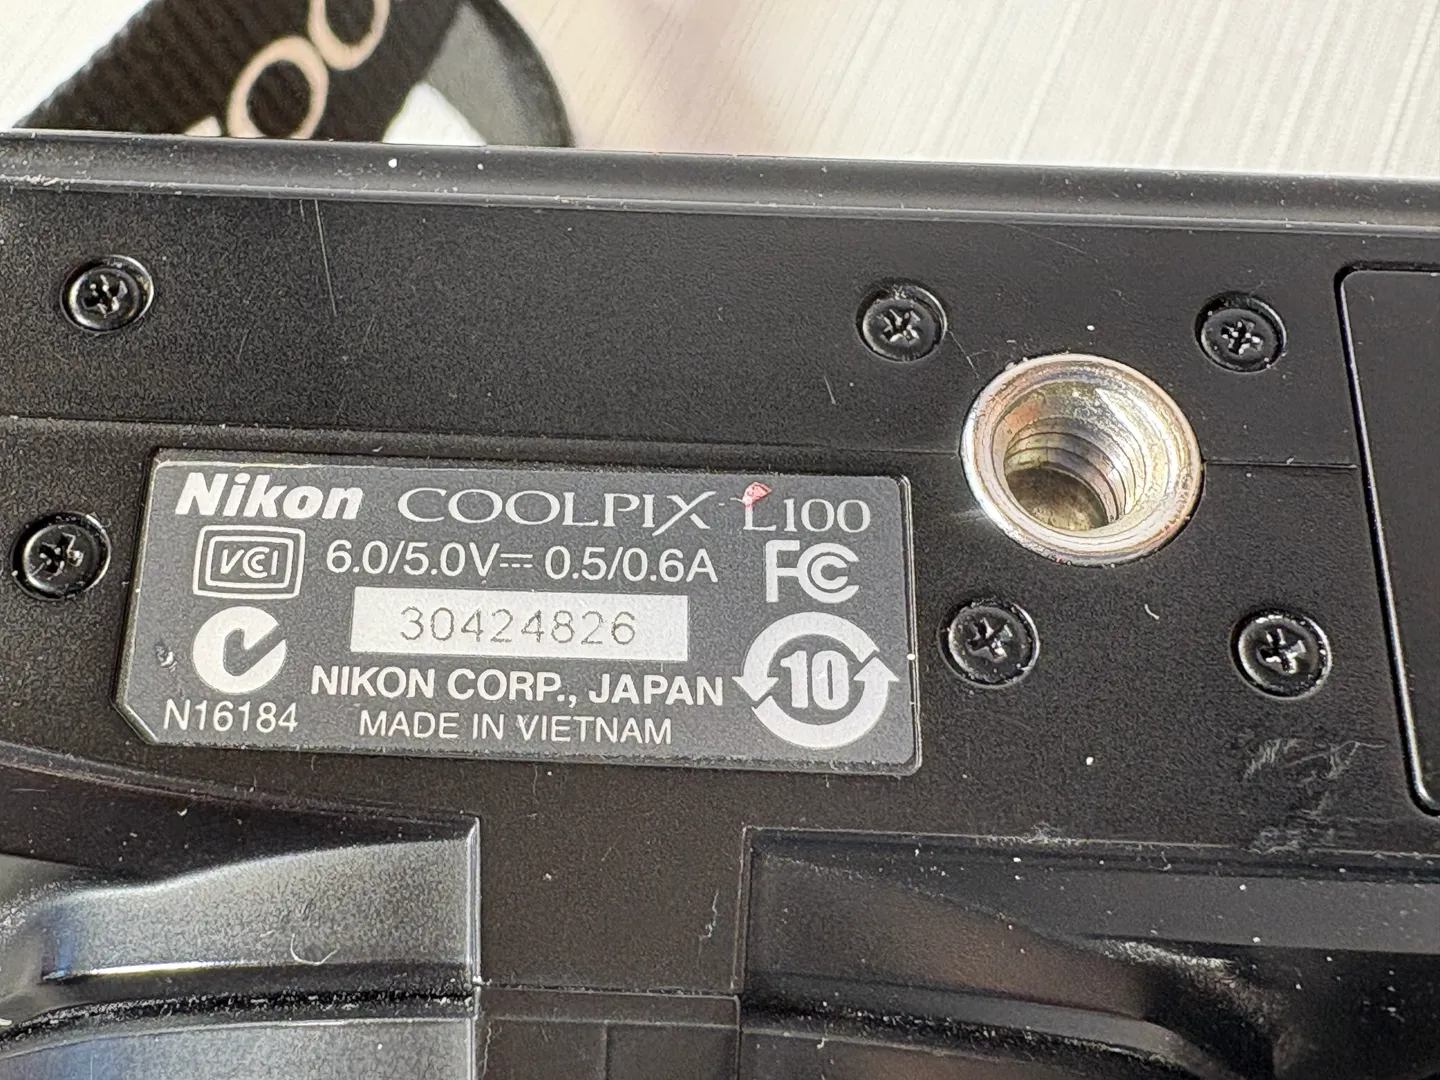 Nikon COOLPIX L100
VCCI 6.0/5.0V⎓ 0.5/0.6A FC
30424826
10
NIKON CORP., JAPAN
N16184 MADE IN VIETNAM